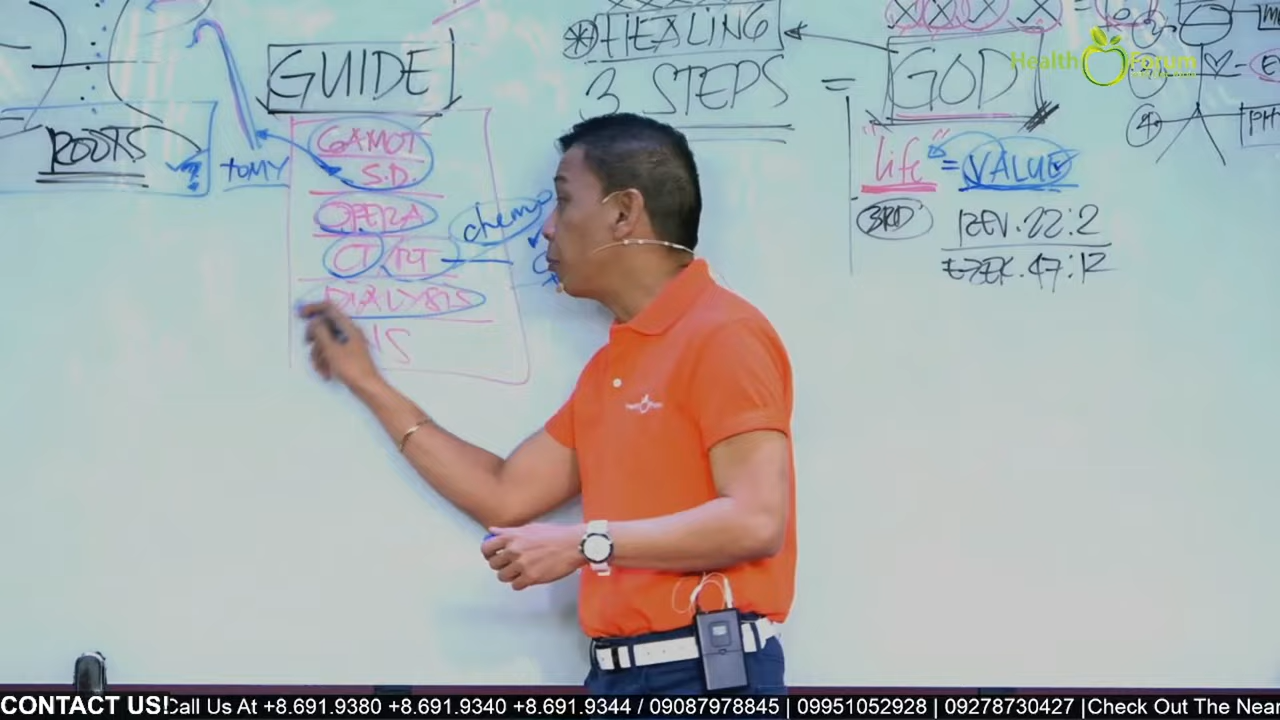 HEALING
3 STEPS =
GOD
"life" = VALUE
3RD
REV. 22:2
EZEK. 47:12
GUIDE
ROOTS
?
TOMY
GAMOT
S.D.
OPERA
CT
chemo
DIALYSIS
Health Forum
CONTACT US! Call Us At +8.691.9380 +8.691.9340 +8.691.9344 / 09087978845 | 09951052928 | 09278730427 |Check Out The Near